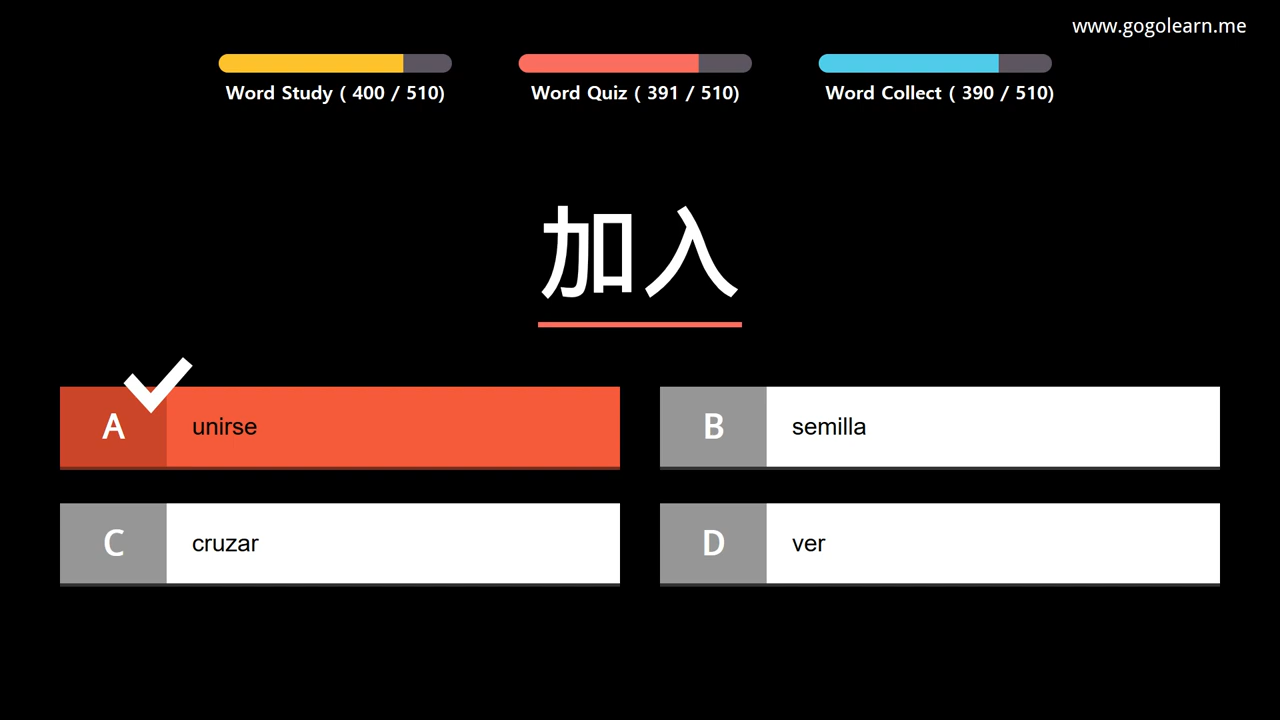 www.gogolearn.me
Word Study ( 400 / 510)
Word Quiz ( 391 / 510)
Word Collect ( 390 / 510)
加入
A unirse
B semilla
C cruzar
D ver